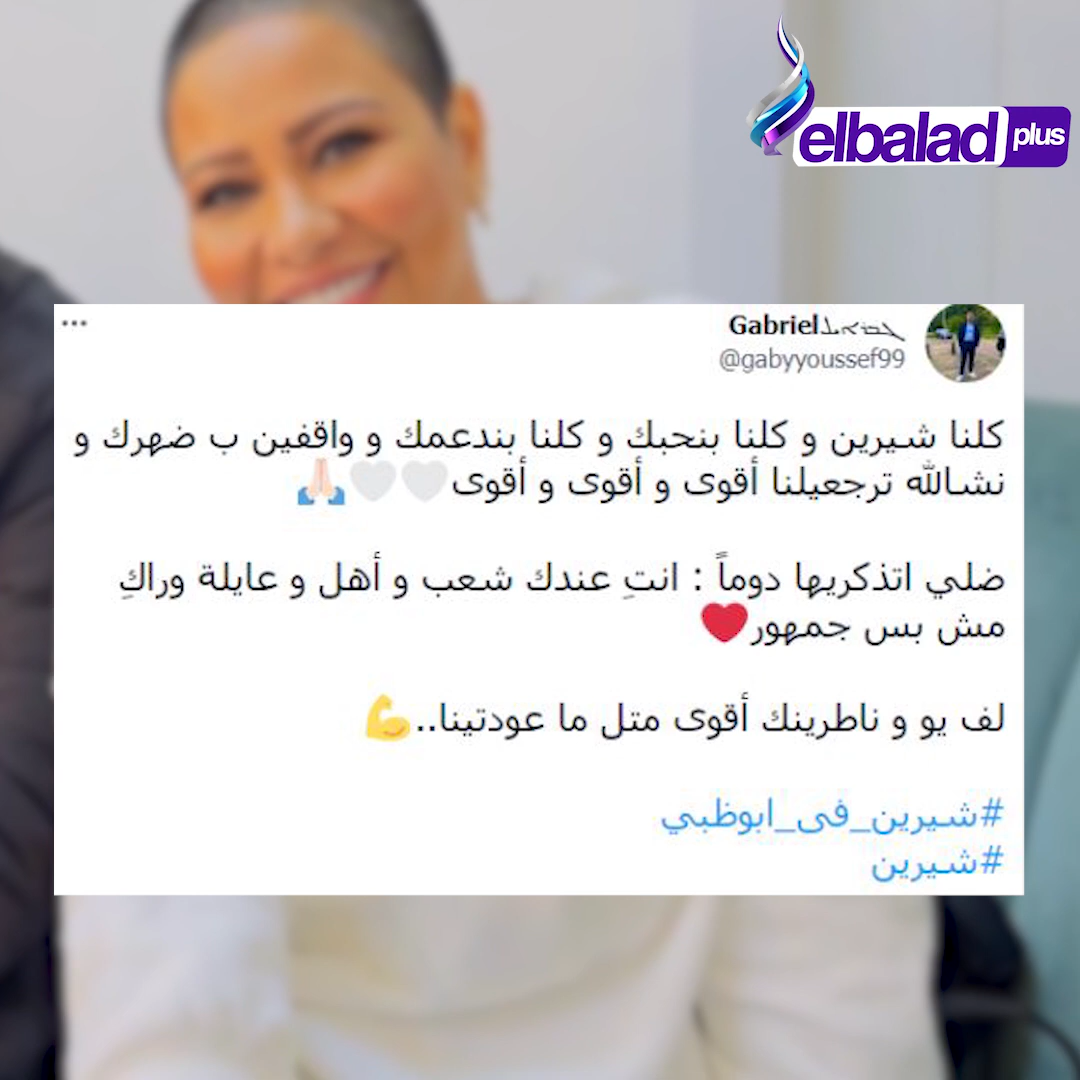 elbalad plus
Gabriel ܓܒܪܐܝܠ
@gabyyoussef99
كلنا شيرين و كلنا بنحبك و كلنا بندعمك و واقفين ب ضهرك و
نشالله ترجعيلنا أقوى و أقوى و أقوى🤍🤍🙏🏻
ضلي اتذكريها دوماً : انتِ عندك شعب و أهل و عايلة وراكِ
مش بس جمهور❤️
لف يو و ناطرينك أقوى متل ما عودتينا..💪
#شيرين_فى_ابوظبي
#شيرين